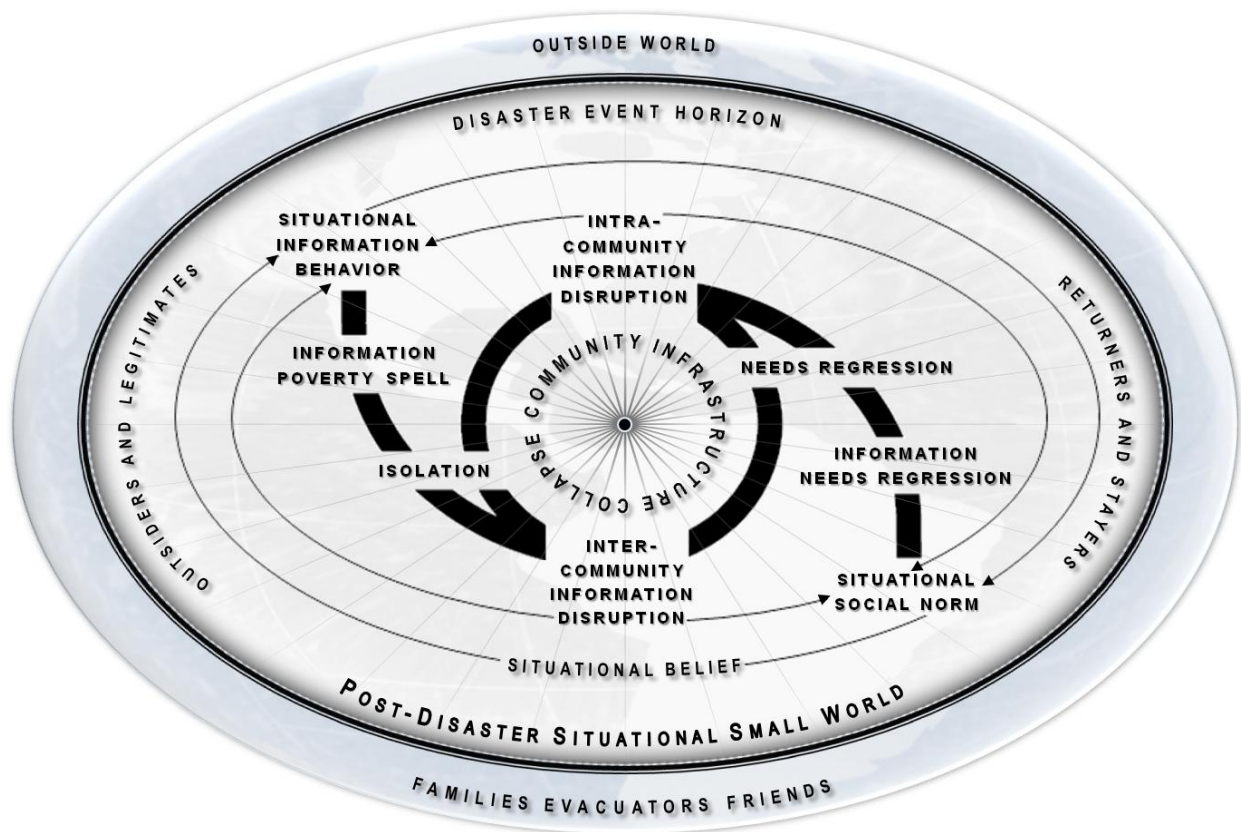 OUTSIDE WORLD
DISASTER EVENT HORIZON
SITUATIONAL
INFORMATION
BEHAVIOR
INTRA-
COMMUNITY
INFORMATION
DISRUPTION
OUTSIDERS AND LEGITIMATES
RETURNERS AND STAYERS
INFORMATION
POVERTY SPELL
COMMUNITY INFRASTRUCTURE COLLAPSE
NEEDS REGRESSION
ISOLATION
INFORMATION
NEEDS REGRESSION
INTER-
COMMUNITY
INFORMATION
DISRUPTION
SITUATIONAL
SOCIAL NORM
SITUATIONAL BELIEF
POST-DISASTER SITUATIONAL SMALL WORLD
FAMILIES EVACUATORS FRIENDS